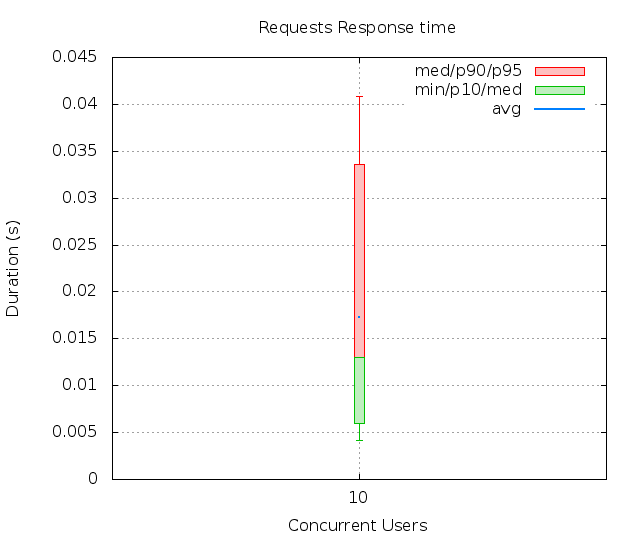 Requests Response time
0.045
0.04
0.035
0.03
0.025
0.02
0.015
0.01
0.005
0
Duration (s)
med/p90/p95
min/p10/med
avg
10
Concurrent Users